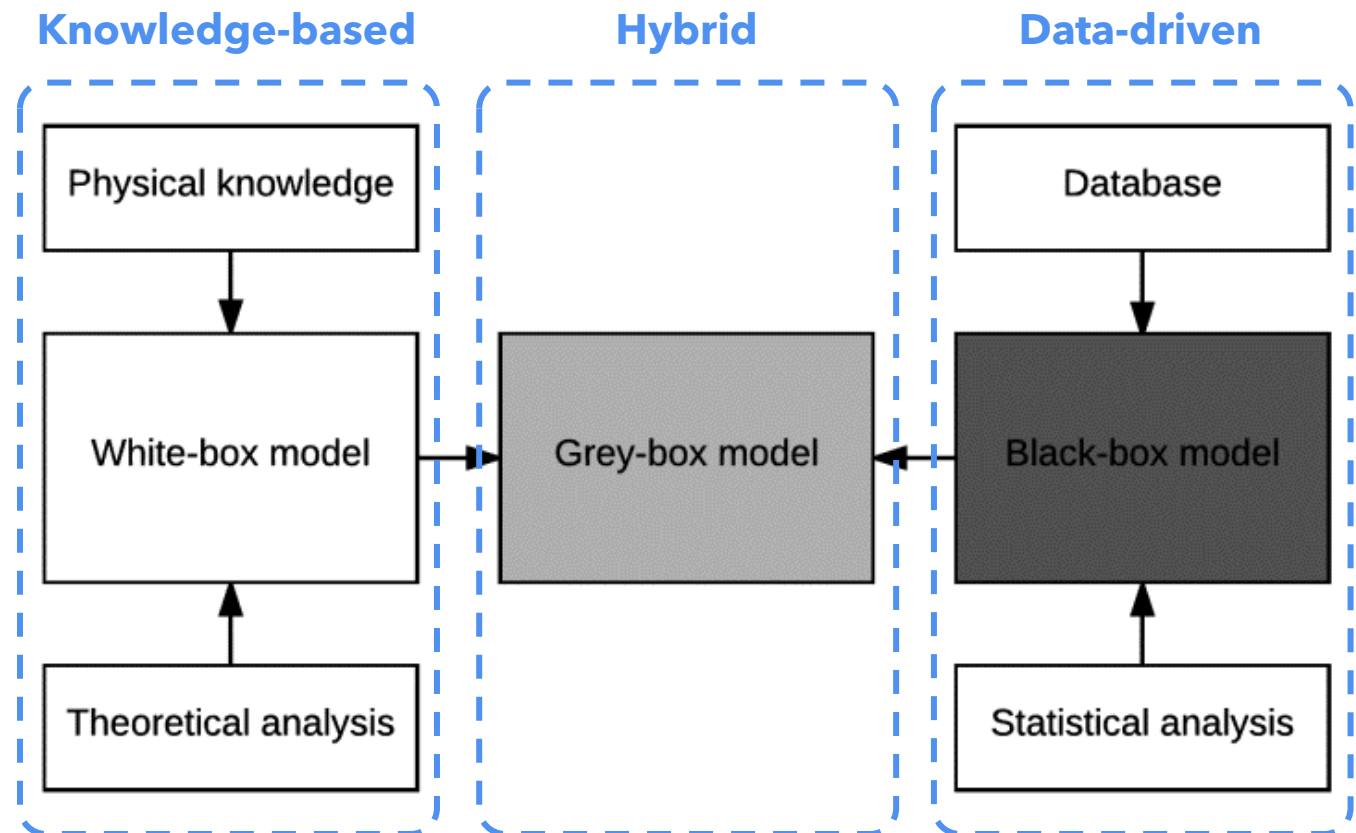 Knowledge-based
Hybrid
Data-driven
Physical knowledge
Database
White-box model
Grey-box model
Black-box model
Theoretical analysis
Statistical analysis